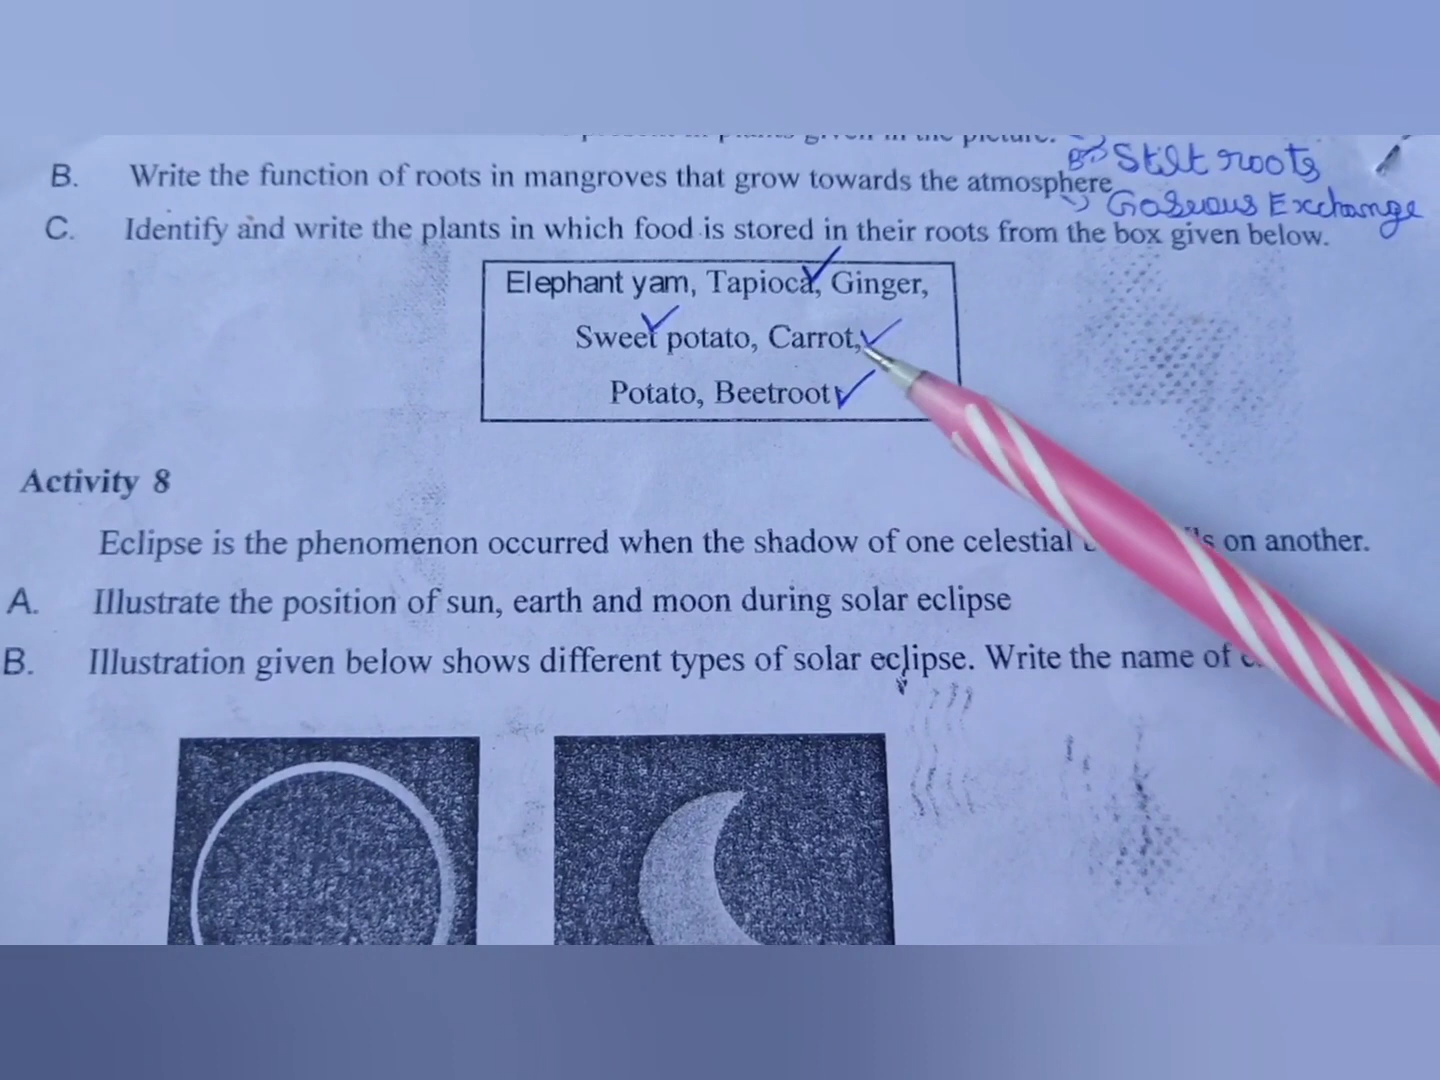 in the picture.
B) Stilt roots
B. Write the function of roots in mangroves that grow towards the atmosphere
Gaseous Exchange
C. Identify and write the plants in which food is stored in their roots from the box given below.
Elephant yam, Tapioca, Ginger,
Sweet potato, Carrot,
Potato, Beetroot
Activity 8
Eclipse is the phenomenon occurred when the shadow of one celestial on another.
A. Illustrate the position of sun, earth and moon during solar eclipse
B. Illustration given below shows different types of solar eclipse. Write the name of